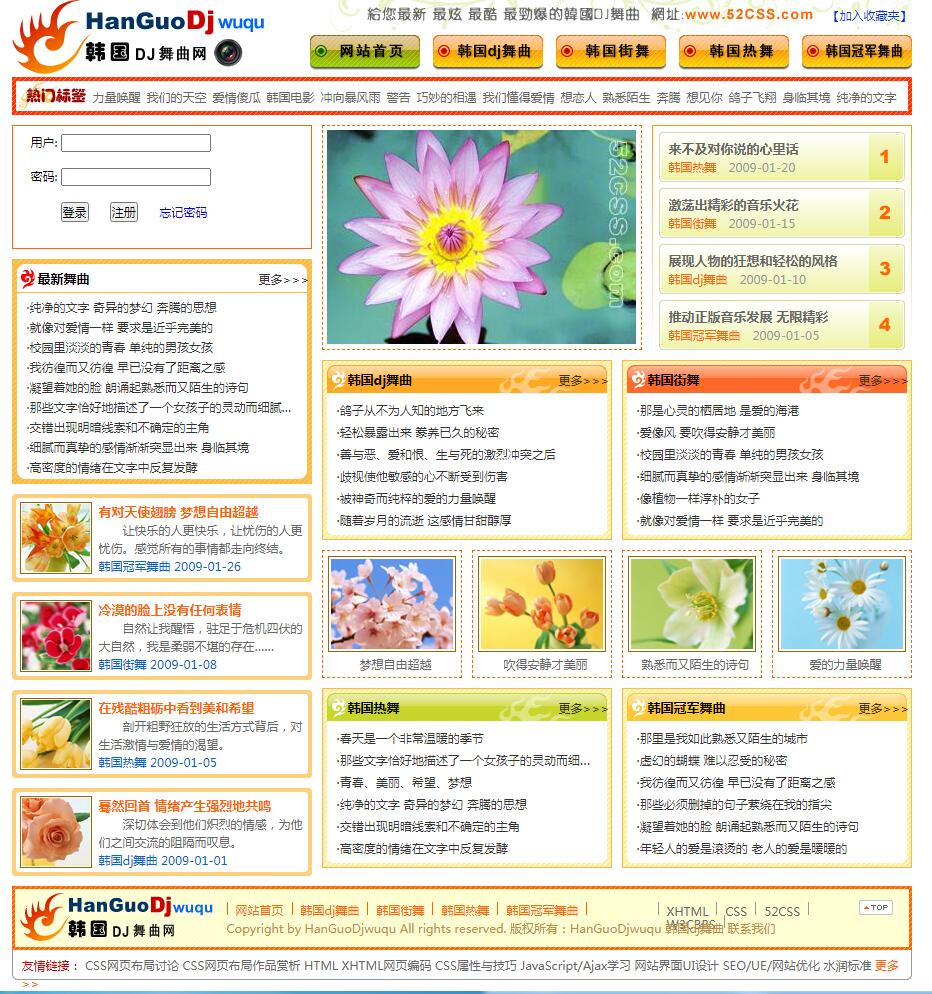 HanGuoDj wuqu
韩国 DJ 舞曲网
給您最新 最炫 最酷 最勁爆的韓國DJ舞曲 網址:www.52CSS.com
【加入收藏夹】
网站首页 韩国dj舞曲 韩国街舞 韩国热舞 韩国冠军舞曲
热门标签 力量唤醒 我们的天空 爱情傻瓜 韩国电影 冲向暴风雨 警告 巧妙的相遇 我们懂得爱情 想恋人 熟悉陌生 奔腾 想见你 鸽子飞翔 身临其境 纯净的文字
用户:
密码:
登录 注册 忘记密码
最新舞曲 更多>>>
·纯净的文字 奇异的梦幻 奔腾的思想
·就像对爱情一样 要求是近乎完美的
·校园里淡淡的青春 单纯的男孩女孩
·我彷徨而又彷徨 早已没有了距离之感
·凝望着她的脸 朗诵起熟悉而又陌生的诗句
·那些文字恰好地描述了一个女孩子的灵动而细腻...
·交错出现明暗线索和不确定的主角
·细腻而真挚的感情渐渐突显出来 身临其境
·高密度的情绪在文字中反复发酵
有对天使翅膀 梦想自由超越
让快乐的人更快乐，让忧伤的人更
忧伤。感觉所有的事情都走向终结。
韩国冠军舞曲 2009-01-26
冷漠的脸上没有任何表情
自然让我醒悟，驻足于危机四伏的
大自然，我是柔弱不堪的存在......
韩国街舞 2009-01-08
在残酷粗砺中看到美和希望
剖开粗野狂放的生活方式背后，对
生活激情与爱情的渴望。
韩国热舞 2009-01-05
蓦然回首 情绪产生强烈地共鸣
深切体会到他们炽烈的情感，为他
们之间交流的阻隔而叹息。
韩国dj舞曲 2009-01-01
52CSS.com
来不及对你说的心里话
韩国热舞 2009-01-20
1
激荡出精彩的音乐火花
韩国街舞 2009-01-15
2
展现人物的狂想和轻松的风格
韩国dj舞曲 2009-01-10
3
推动正版音乐发展 无限精彩
韩国冠军舞曲 2009-01-05
4
韩国dj舞曲 更多>>>
·鸽子从不为人知的地方飞来
·轻松暴露出来 豢养已久的秘密
·善与恶、爱和恨、生与死的激烈冲突之后
·歧视使他敏感的心不断受到伤害
·被神奇而纯粹的爱的力量唤醒
·随着岁月的流逝 这感情甘甜醇厚
韩国街舞 更多>>>
·那是心灵的栖居地 是爱的海港
·爱像风 要吹得安静才美丽
·校园里淡淡的青春 单纯的男孩女孩
·细腻而真挚的感情渐渐突显出来 身临其境
·像植物一样淳朴的女子
·就像对爱情一样 要求是近乎完美的
梦想自由超越 吹得安静才美丽 熟悉而又陌生的诗句 爱的力量唤醒
韩国热舞 更多>>>
·春天是一个非常温暖的季节
·那些文字恰好地描述了一个女孩子的灵动而细...
·青春、美丽、希望、梦想
·纯净的文字 奇异的梦幻 奔腾的思想
·交错出现明暗线索和不确定的主角
·高密度的情绪在文字中反复发酵
韩国冠军舞曲 更多>>>
·那里是我如此熟悉又陌生的城市
·虚幻的蝴蝶 难以忍受的秘密
·我彷徨而又彷徨 早已没有了距离之感
·那些必须删掉的句子萦绕在我的指尖
·凝望着她的脸 朗诵起熟悉而又陌生的诗句
·年轻人的爱是滚烫的 老人的爱是暖暖的
HanGuoDjwuqu
韩国 DJ 舞曲网
网站首页 韩国dj舞曲 韩国街舞 韩国热舞 韩国冠军舞曲
XHTML CSS 52CSS
W3CBBS
TOP
Copyright by HanGuoDjwuqu All rights reserved. 版权所有：HanGuoDjwuqu 韩国dj舞曲 联系我们
友情链接： CSS网页布局讨论 CSS网页布局作品赏析 HTML XHTML网页编码 CSS属性与技巧 JavaScript/Ajax学习 网站界面UI设计 SEO/UE/网站优化 水润标准 更多
>>